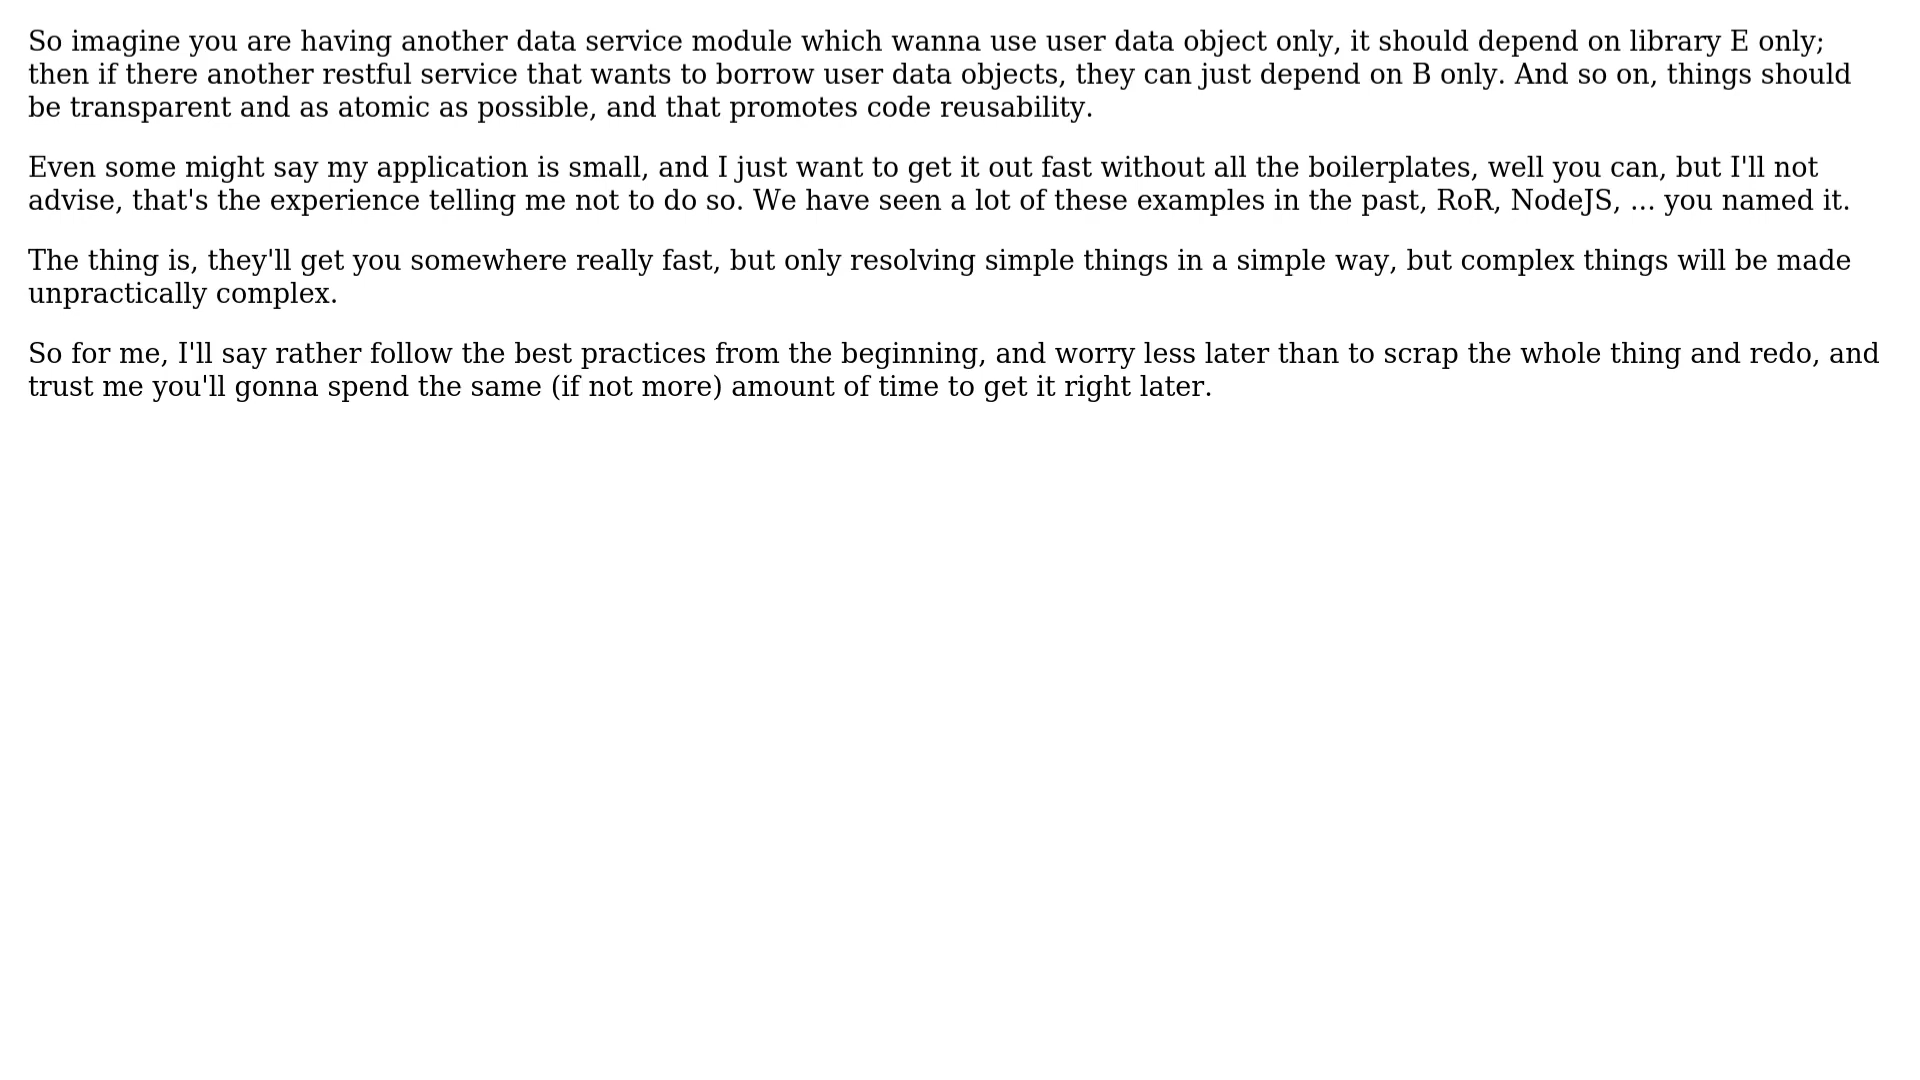 So imagine you are having another data service module which wanna use user data object only, it should depend on library E only;
then if there another restful service that wants to borrow user data objects, they can just depend on B only. And so on, things should
be transparent and as atomic as possible, and that promotes code reusability.
Even some might say my application is small, and I just want to get it out fast without all the boilerplates, well you can, but I'll not
advise, that's the experience telling me not to do so. We have seen a lot of these examples in the past, RoR, NodeJS, ... you named it.
The thing is, they'll get you somewhere really fast, but only resolving simple things in a simple way, but complex things will be made
unpractically complex.
So for me, I'll say rather follow the best practices from the beginning, and worry less later than to scrap the whole thing and redo, and
trust me you'll gonna spend the same (if not more) amount of time to get it right later.